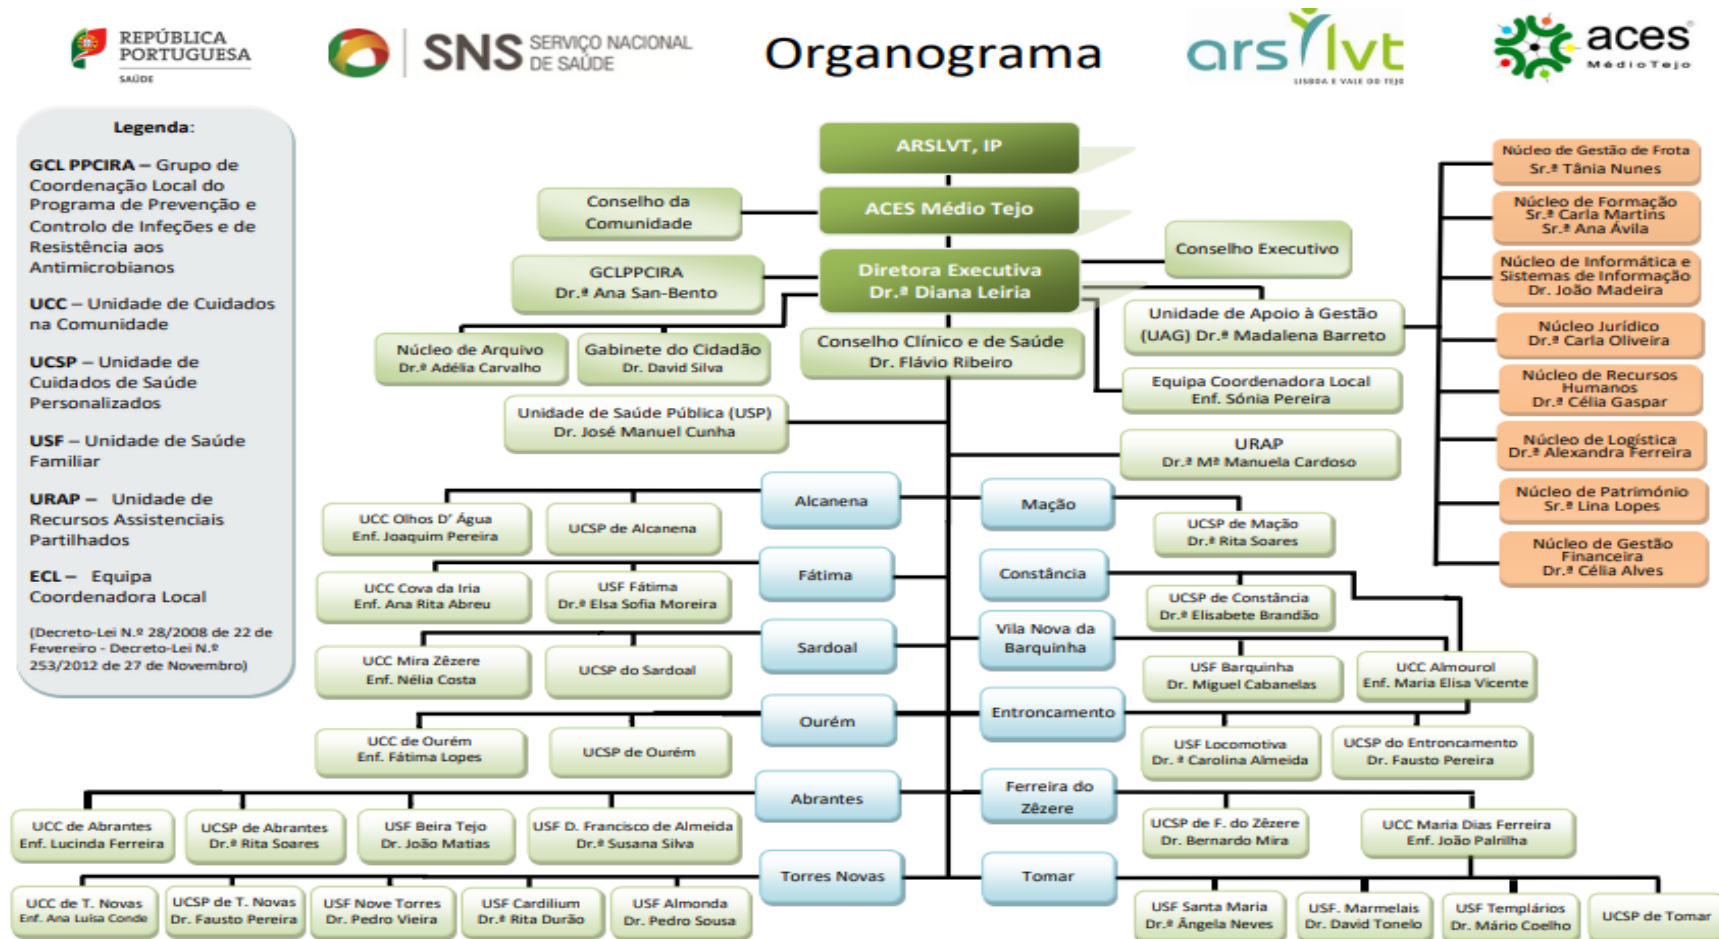 REPÚBLICA
PORTUGUESA
SAÚDE
SNS SERVIÇO NACIONAL
DE SAÚDE
Organograma
ars lvt
LISBOA E VALE DO TEJO
aces
MédioTejo
Legenda:
GCL PPCIRA – Grupo de
Coordenação Local do
Programa de Prevenção e
Controlo de Infeções e de
Resistência aos
Antimicrobianos
UCC – Unidade de Cuidados
na Comunidade
UCSP – Unidade de
Cuidados de Saúde
Personalizados
USF – Unidade de Saúde
Familiar
URAP – Unidade de
Recursos Assistenciais
Partilhados
ECL – Equipa
Coordenadora Local
(Decreto-Lei N.º 28/2008 de 22 de
Fevereiro - Decreto-Lei N.º
253/2012 de 27 de Novembro)
ARSLVT, IP
ACES Médio Tejo
Conselho da
Comunidade
Diretora Executiva
Dr.ª Diana Leiria
Conselho Executivo
GCLPPCIRA
Dr.ª Ana San-Bento
Núcleo de Arquivo
Dr.ª Adélia Carvalho
Gabinete do Cidadão
Dr. David Silva
Conselho Clínico e de Saúde
Dr. Flávio Ribeiro
Unidade de Apoio à Gestão
(UAG) Dr.ª Madalena Barreto
Equipa Coordenadora Local
Enf. Sónia Pereira
Unidade de Saúde Pública (USP)
Dr. José Manuel Cunha
URAP
Dr.ª Mª Manuela Cardoso
Núcleo de Gestão de Frota
Sr.ª Tânia Nunes
Núcleo de Formação
Sr.ª Carla Martins
Sr.ª Ana Ávila
Núcleo de Informática e
Sistemas de Informação
Dr. João Madeira
Núcleo Jurídico
Dr.ª Carla Oliveira
Núcleo de Recursos
Humanos
Dr.ª Célia Gaspar
Núcleo de Logística
Dr.ª Alexandra Ferreira
Núcleo de Património
Sr.ª Lina Lopes
Núcleo de Gestão
Financeira
Dr.ª Célia Alves
Alcanena
UCC Olhos D' Água
Enf. Joaquim Pereira
UCSP de Alcanena
Mação
UCSP de Mação
Dr.ª Rita Soares
Fátima
UCC Cova da Iria
Enf. Ana Rita Abreu
USF Fátima
Dr.ª Elsa Sofia Moreira
Constância
UCSP de Constância
Dr.ª Elisabete Brandão
Sardoal
UCC Mira Zêzere
Enf. Nélia Costa
UCSP do Sardoal
Vila Nova da
Barquinha
USF Barquinha
Dr. Miguel Cabanelas
UCC Almourol
Enf. Maria Elisa Vicente
Ourém
UCC de Ourém
Enf. Fátima Lopes
UCSP de Ourém
Entroncamento
USF Locomotiva
Dr. ª Carolina Almeida
UCSP do Entroncamento
Dr. Fausto Pereira
Abrantes
UCC de Abrantes
Enf. Lucinda Ferreira
UCSP de Abrantes
Dr.ª Rita Soares
USF Beira Tejo
Dr. João Matias
USF D. Francisco de Almeida
Dr.ª Susana Silva
Ferreira do
Zêzere
UCSP de F. do Zêzere
Dr. Bernardo Mira
UCC Maria Dias Ferreira
Enf. João Palrilha
Torres Novas
UCC de T. Novas
Enf. Ana Luísa Conde
UCSP de T. Novas
Dr. Fausto Pereira
USF Nove Torres
Dr. Pedro Vieira
USF Cardilium
Dr.ª Rita Durão
USF Almonda
Dr. Pedro Sousa
Tomar
USF Santa Maria
Dr.ª Ângela Neves
USF. Marmelais
Dr. David Tonelo
USF Templários
Dr. Mário Coelho
UCSP de Tomar